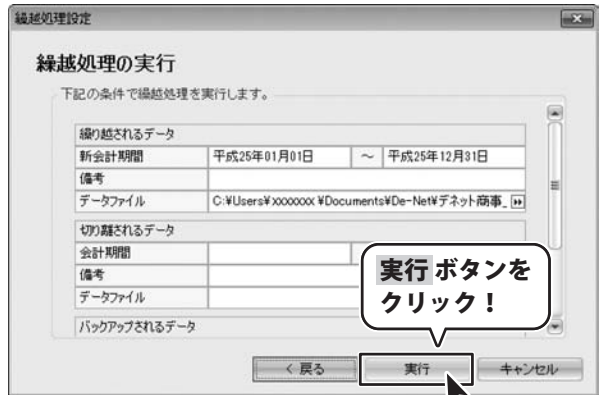 繰越処理設定
繰越処理の実行
下記の条件で繰越処理を実行します。
繰り越されるデータ
新会計期間 平成25年01月01日 ～ 平成25年12月31日
備考
データファイル C:¥Users¥xxxxxxx¥Documents¥De-Net¥デネット商事_
切り離されるデータ
会計期間
備考
データファイル
バックアップされるデータ
実行 ボタンを
クリック！
< 戻る 実行 キャンセル